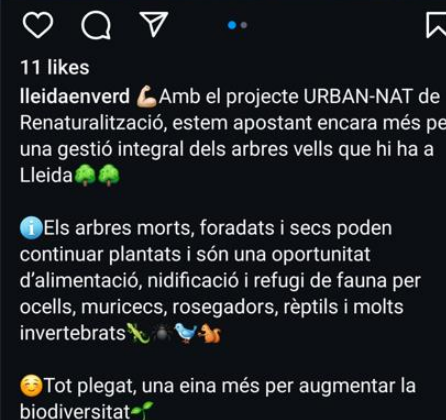 11 likes
lleidaenverd 💪🏻Amb el projecte URBAN-NAT de
Renaturalització, estem apostant encara més pe
una gestió integral dels arbres vells que hi ha a
Lleida🌳🌳
ℹ️Els arbres morts, foradats i secs poden
continuar plantats i són una oportunitat
d’alimentació, nidificació i refugi de fauna per
ocells, muricecs, rosegadors, rèptils i molts
invertebrats🦎🕷️🐦🐿️
☺️Tot plegat, una eina més per augmentar la
biodiversitat🌱